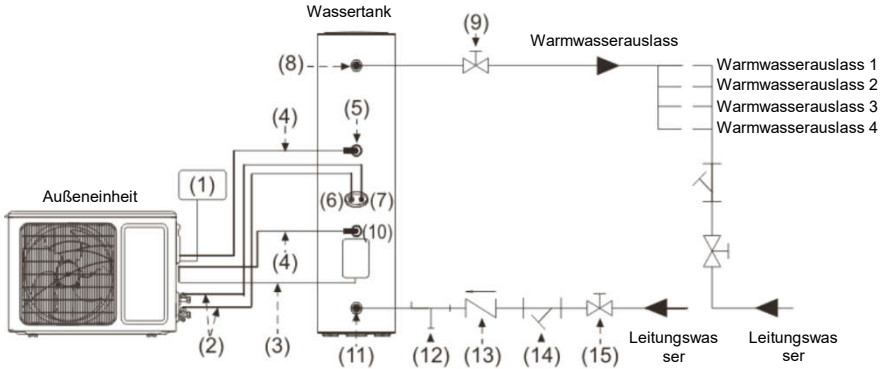 Wassertank
(9)
Warmwasserauslass
(8)
Warmwasserauslass 1
Warmwasserauslass 2
Warmwasserauslass 3
Warmwasserauslass 4
(5)
(4)
(1)
(6)
(7)
Außeneinheit
(10)
(4)
(2)
(3)
(11)
(12)
(13)
(14)
(15)
Leitungswas
ser
Leitungswas
ser